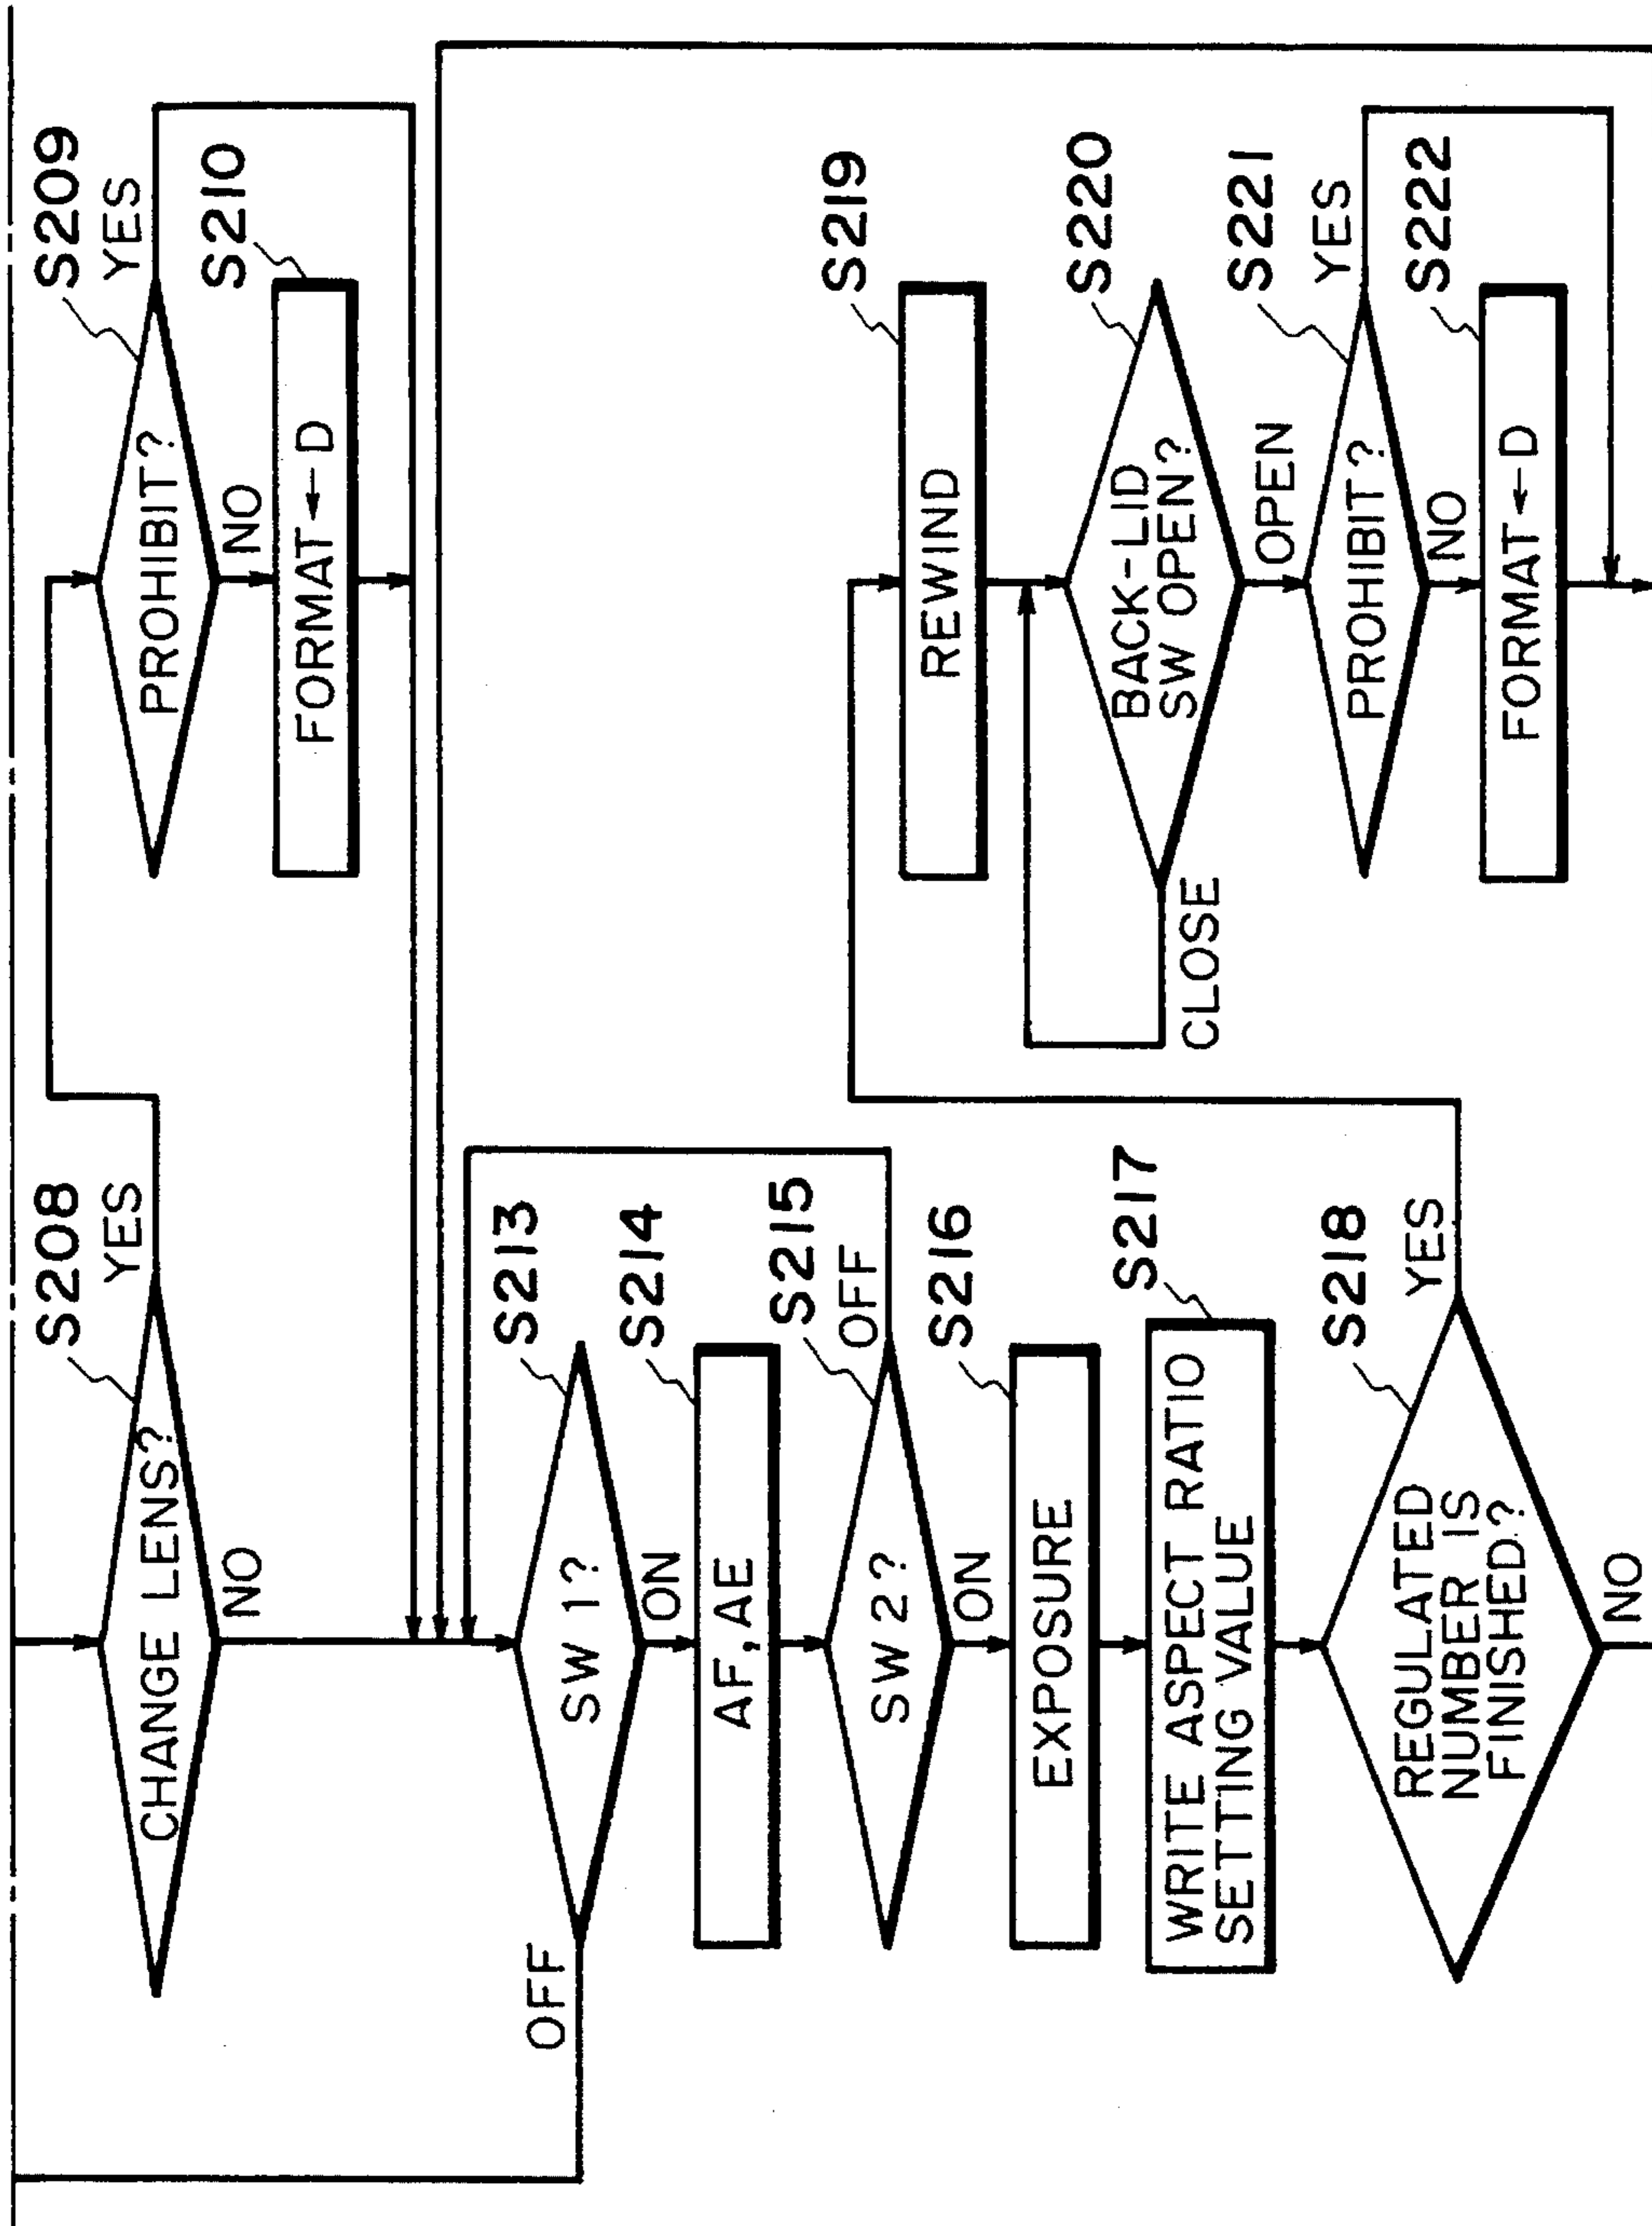 S208
CHANGE LENS?
YES
NO
S209
PROHIBIT?
YES
NO
S210
FORMAT←D
S213
SW 1?
OFF
ON
S214
AF,AE
S215
SW 2?
OFF
ON
S216
EXPOSURE
S217
WRITE ASPECT RATIO
SETTING VALUE
S218
REGULATED
NUMBER IS
FINISHED?
YES
NO
S219
REWIND
S220
BACK-LID
SW OPEN?
CLOSE
OPEN
S221
PROHIBIT?
YES
NO
S222
FORMAT←D